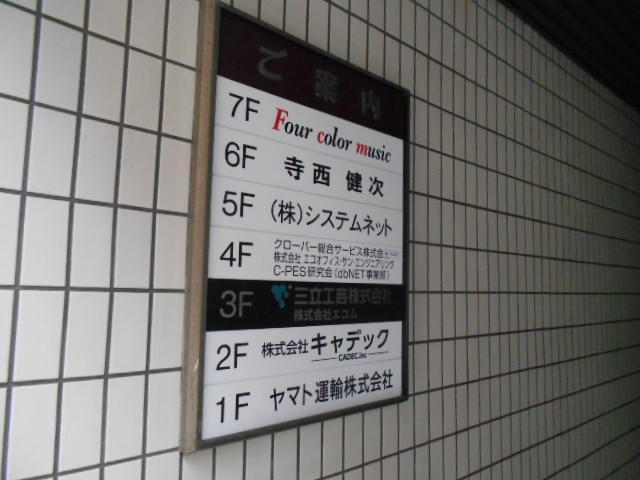 ご案内
7F Four color music
6F 寺西 健次
5F (株)システムネット
4F クローバー総合サービス株式会社
株式会社 エコオフィス・サン・エンジニアリング
C-PES研究会(dbNET事業部)
3F 三立工芸株式会社
株式会社エコム
2F 株式会社キャデック
CADEC.inc
1F ヤマト運輸株式会社